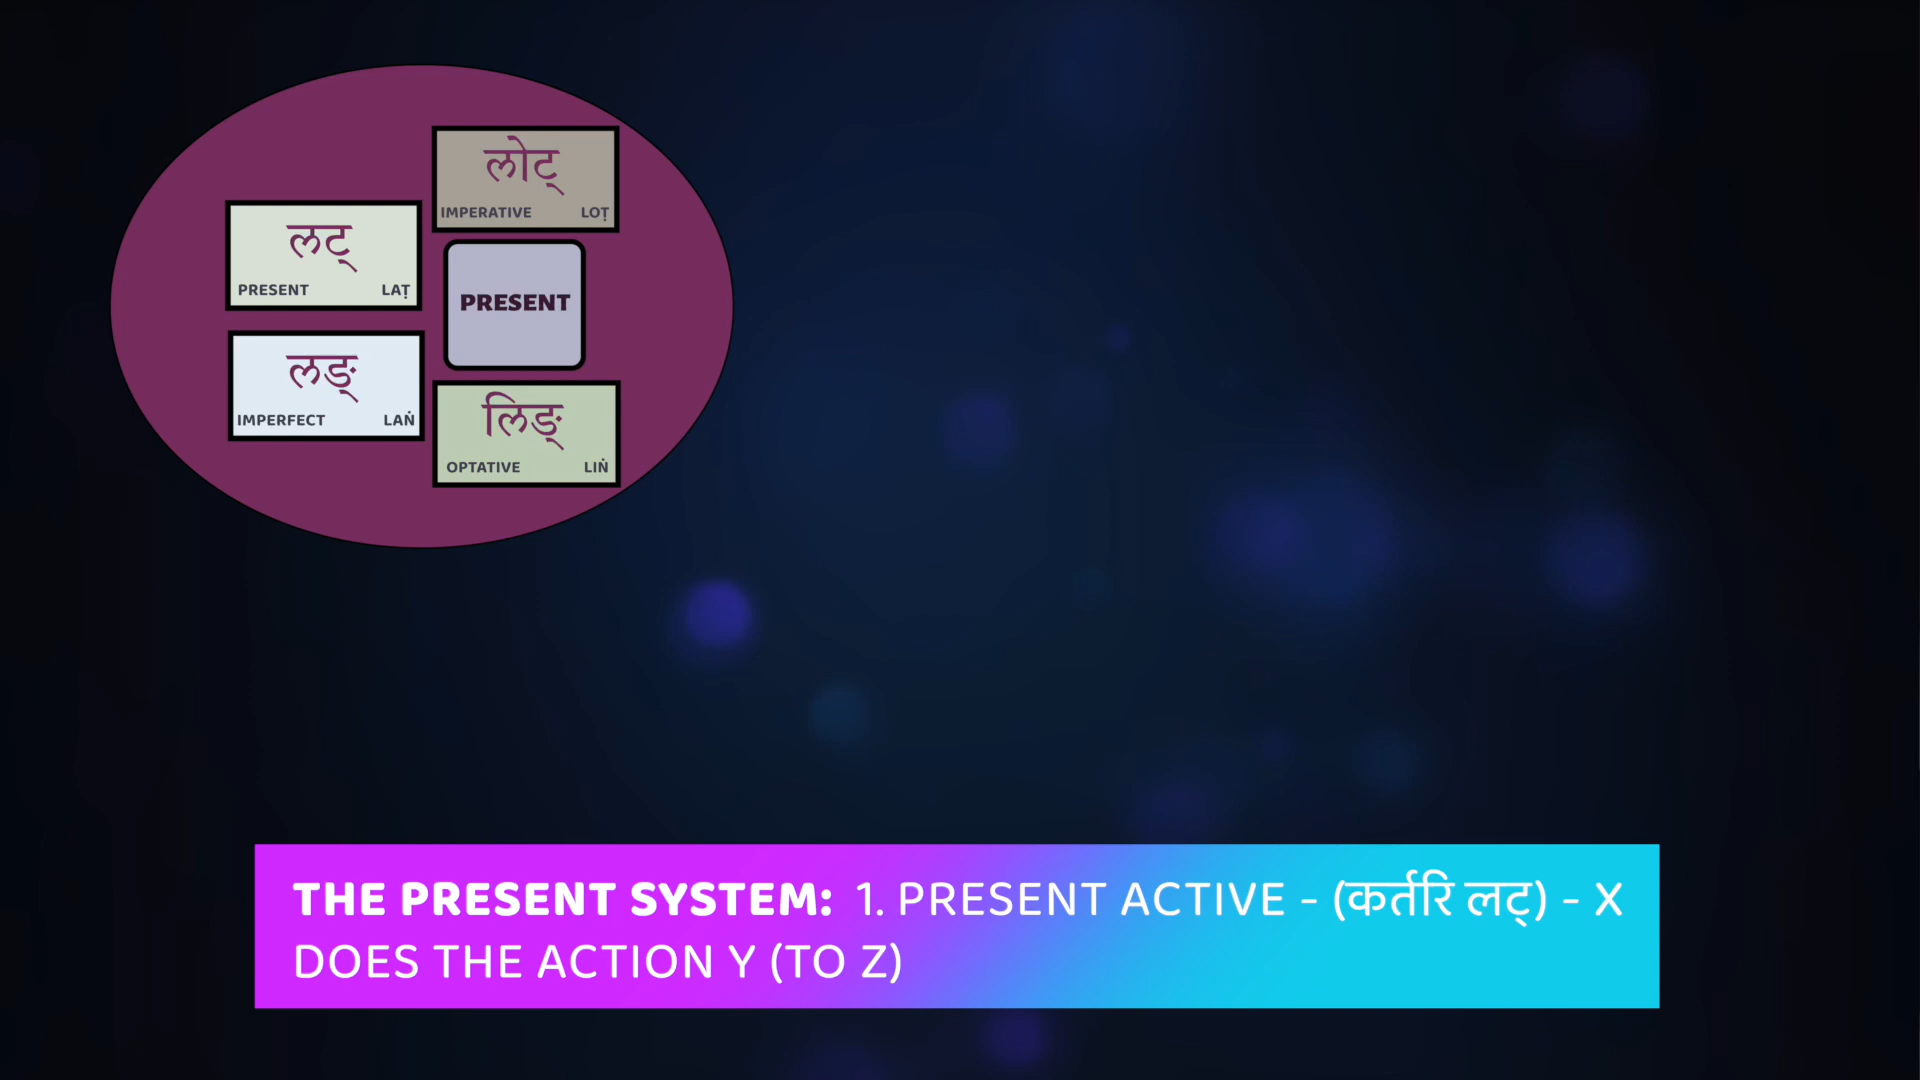 लोट्
IMPERATIVE LOṬ
लट्
PRESENT LAṬ
PRESENT
लङ्
IMPERFECT LAṄ
लिङ्
OPTATIVE LIṄ
THE PRESENT SYSTEM: 1. PRESENT ACTIVE - (कर्तरि लट्) - X
DOES THE ACTION Y (TO Z)